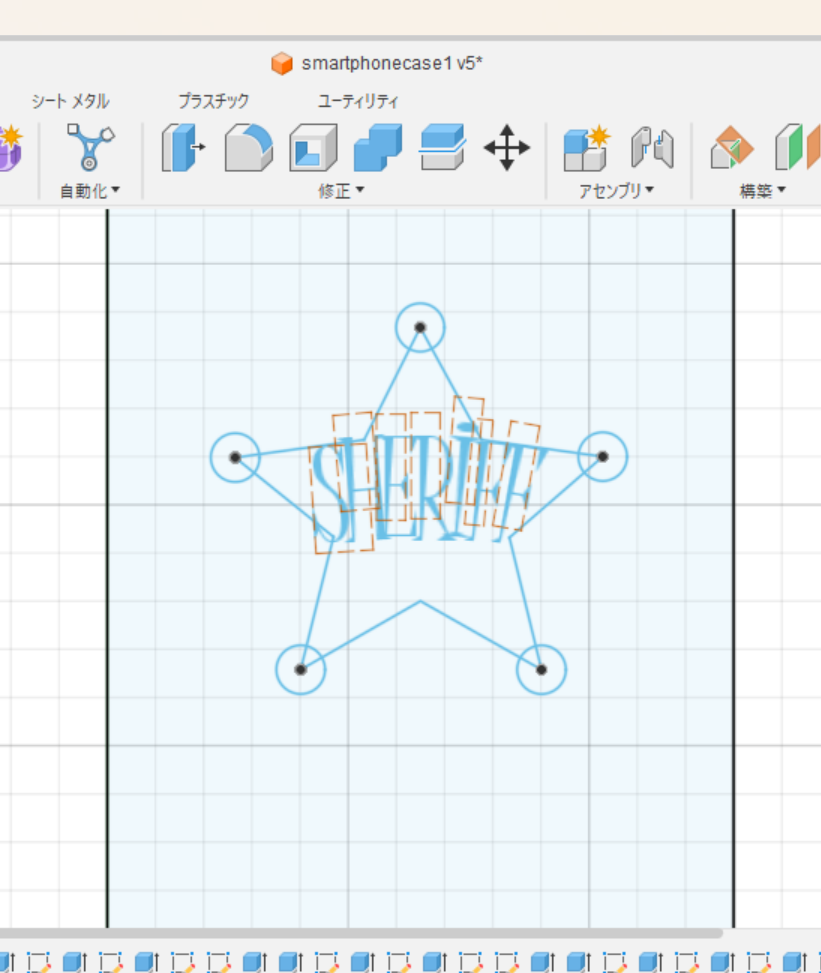 smartphonecase1 v5*
シート メタル プラスチック ユーティリティ
自動化▼ 修正▼ アセンブリ▼ 構築▼
SHERIFF